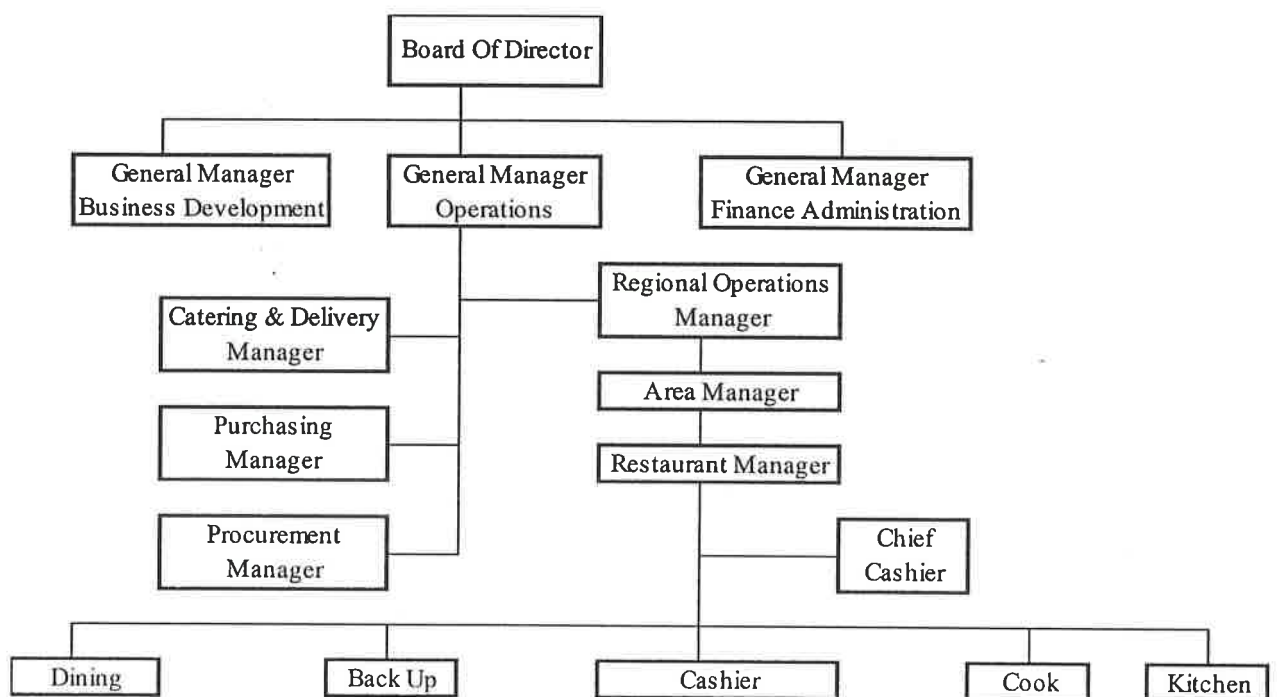 Board Of Director
General Manager
Business Development
General Manager
Operations
General Manager
Finance Administration
Regional Operations
Manager
Catering & Delivery
Manager
Area Manager
Purchasing
Manager
Restaurant Manager
Procurement
Manager
Chief
Cashier
Dining
Back Up
Cashier
Cook
Kitchen